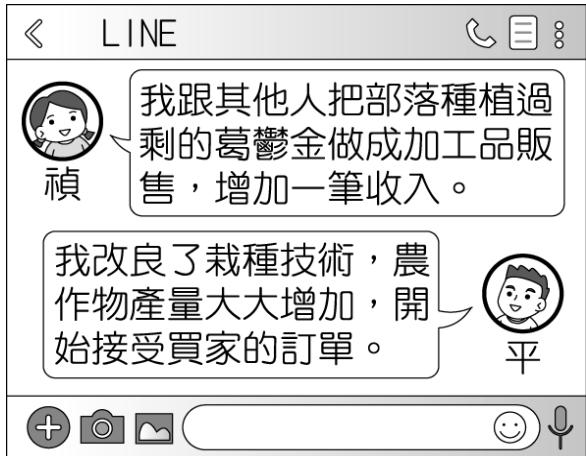 LINE
我跟其他人把部落種植過
剩的葛鬱金做成加工品販
售，增加一筆收入。
禎
我改良了栽種技術，農
作物產量大大增加，開
始接受買家的訂單。
平